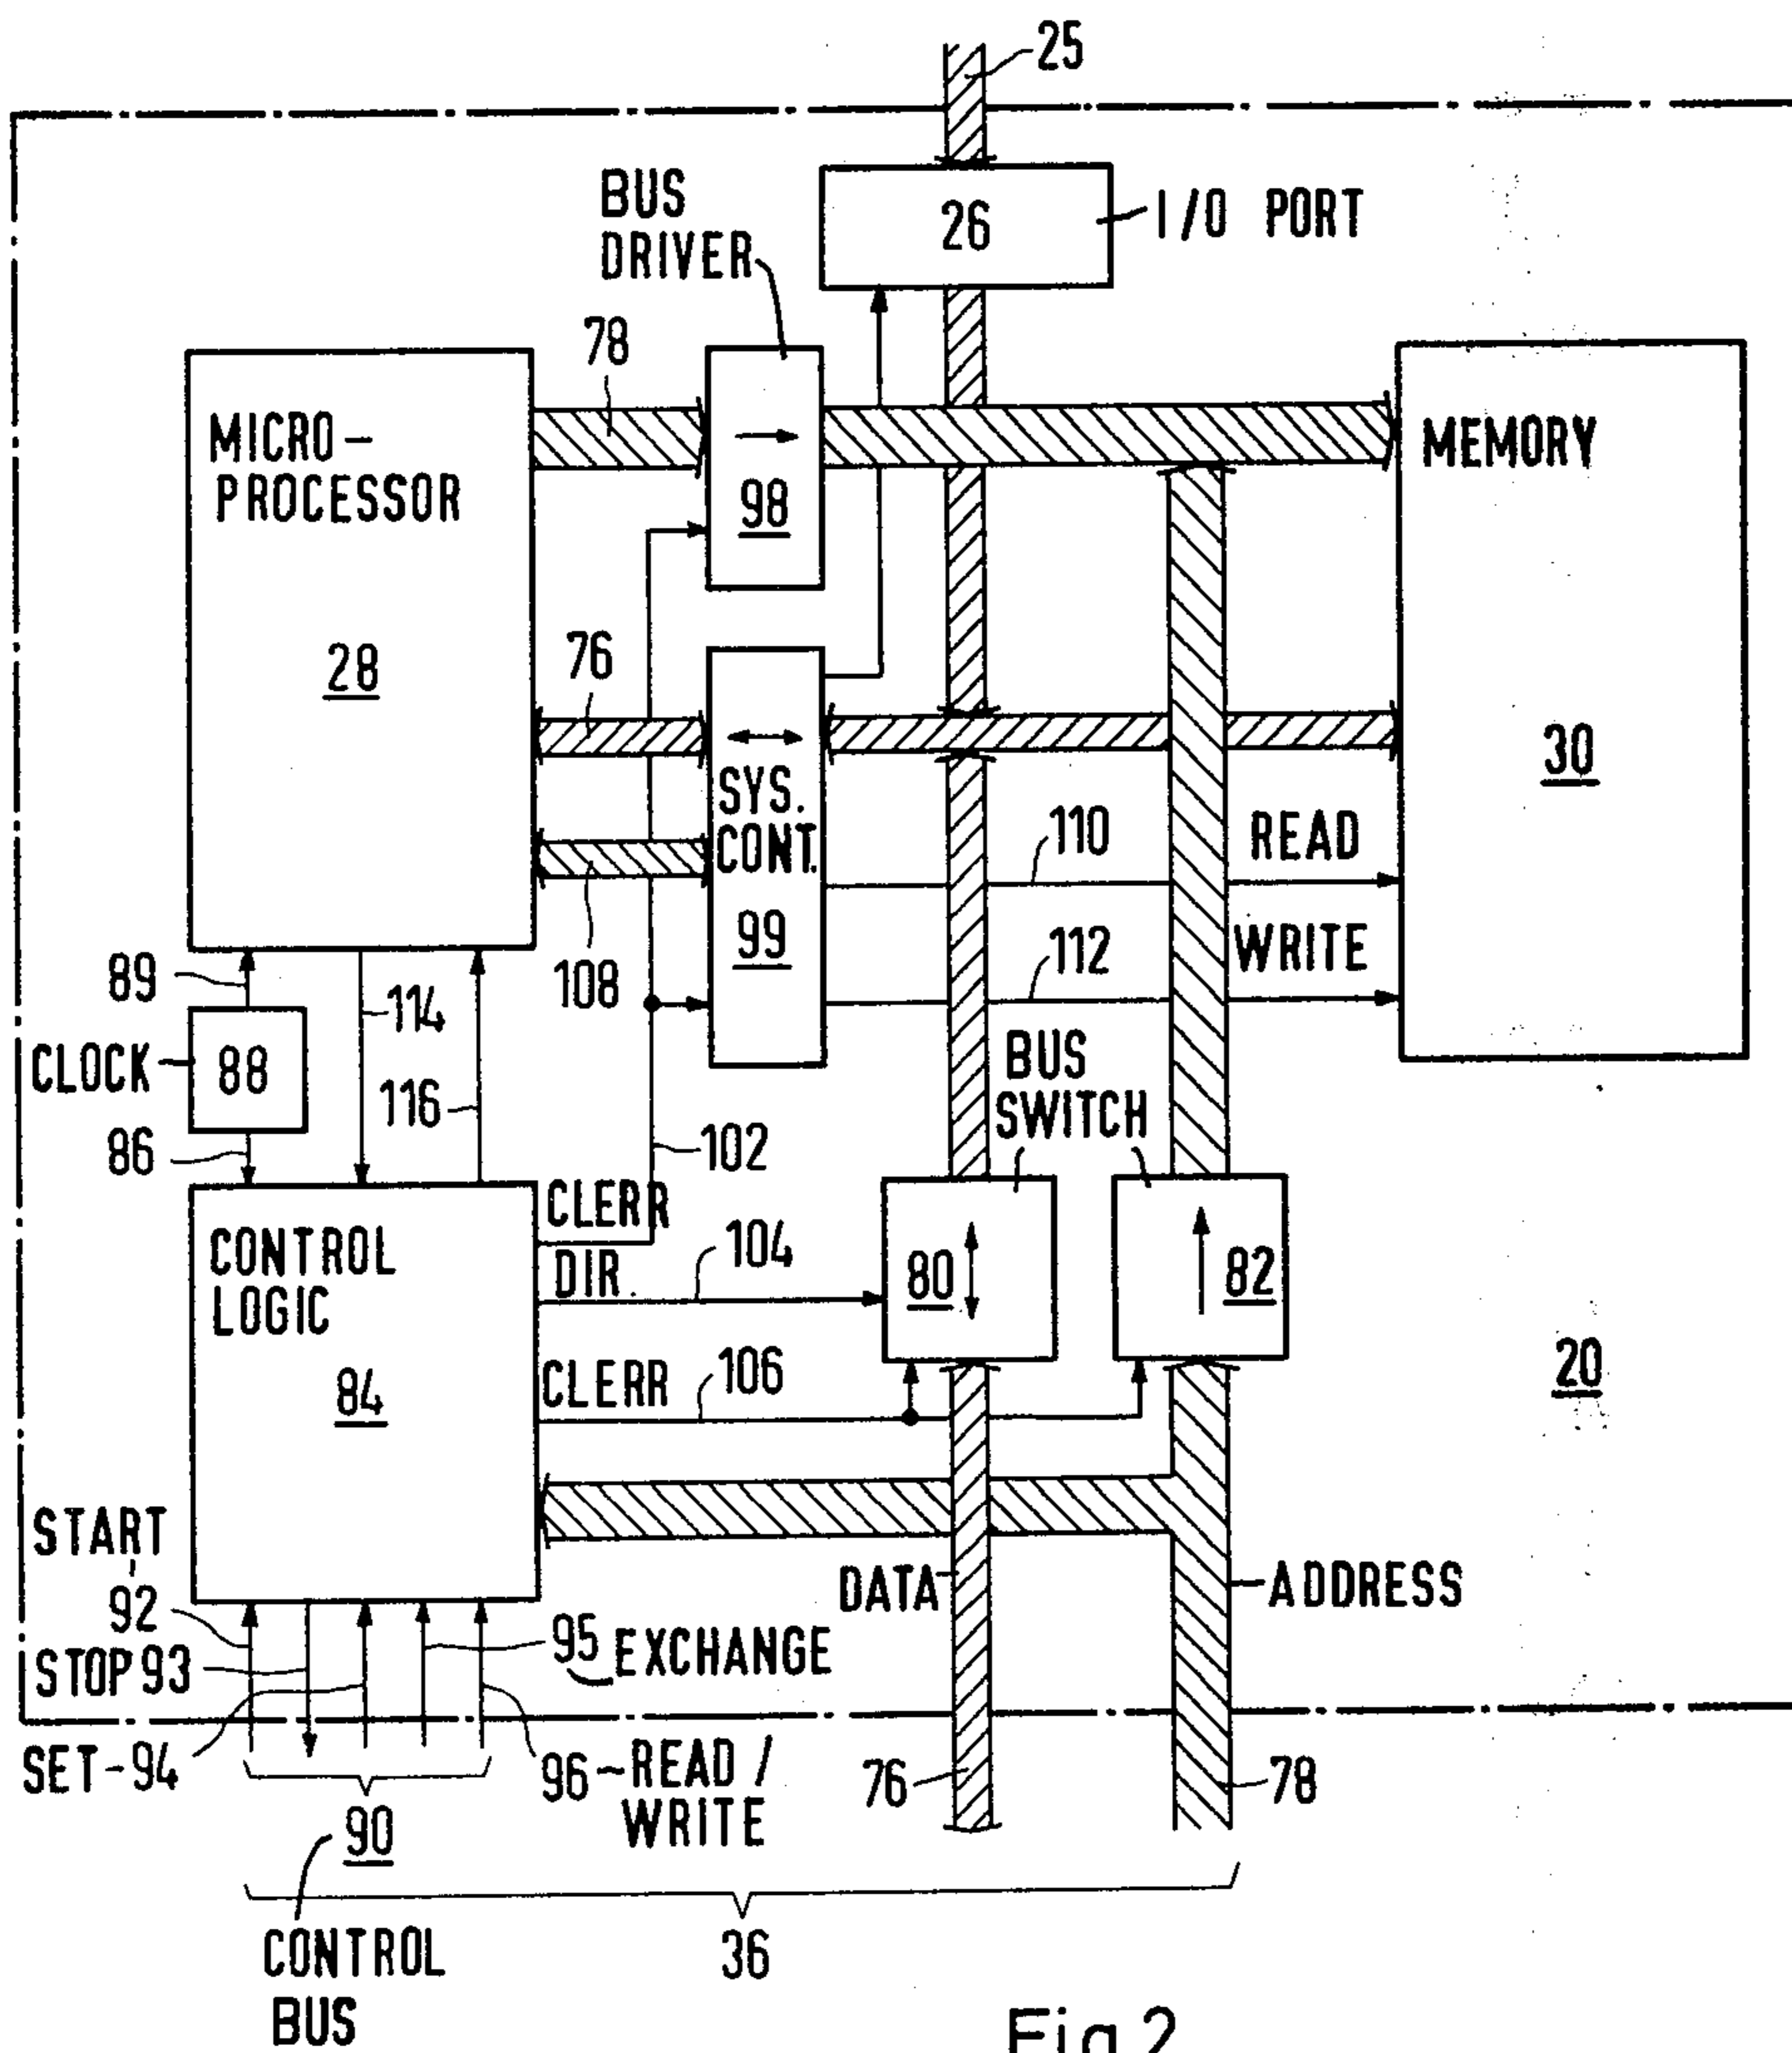 25
BUS
DRIVER
26
I/O PORT
78
MICRO-
PROCESSOR
28
98
MEMORY
30
76
SYS.
CONT.
99
108
110
READ
112
WRITE
89
CLOCK
88
86
114
116
102
BUS
SWITCH
CONTROL
LOGIC
84
CLERR
DIR.
104
CLERR
106
80
82
20
START
92
STOP 93
SET-94
95
EXCHANGE
96~READ/
WRITE
DATA
ADDRESS
76
78
90
CONTROL
BUS
36
Fig.2